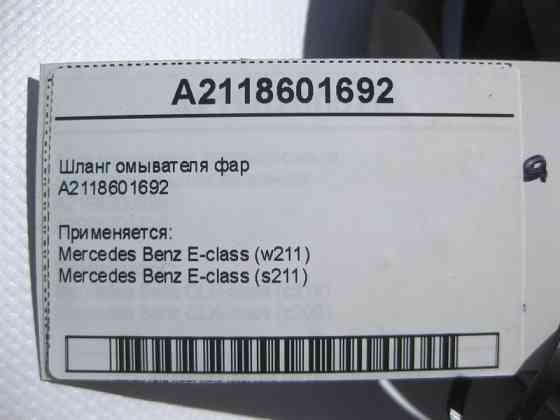 A2118601692
Шланг омывателя фар
A2118601692
Применяется:
Mercedes Benz E-class (w211)
Mercedes Benz E-class (s211)